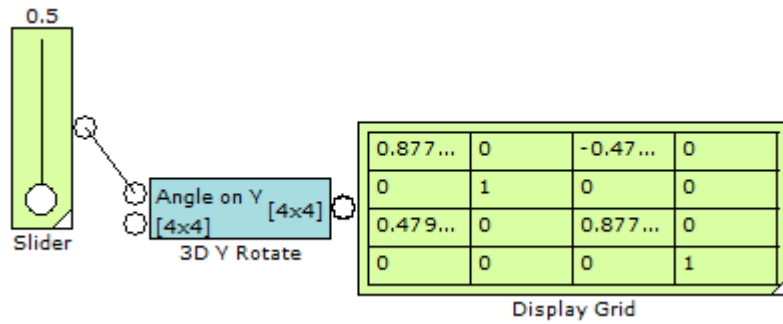 0.5
Slider
Angle on Y
[4x4]
[4x4]
3D Y Rotate
0.877... 0 -0.47... 0
0 1 0 0
0.479... 0 0.877... 0
0 0 0 1
Display Grid